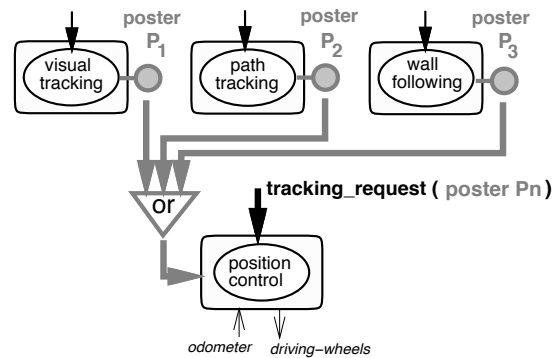 poster
P1
visual
tracking
poster
P2
path
tracking
poster
P3
wall
following
or
tracking_request ( poster Pn )
position
control
odometer
driving-wheels